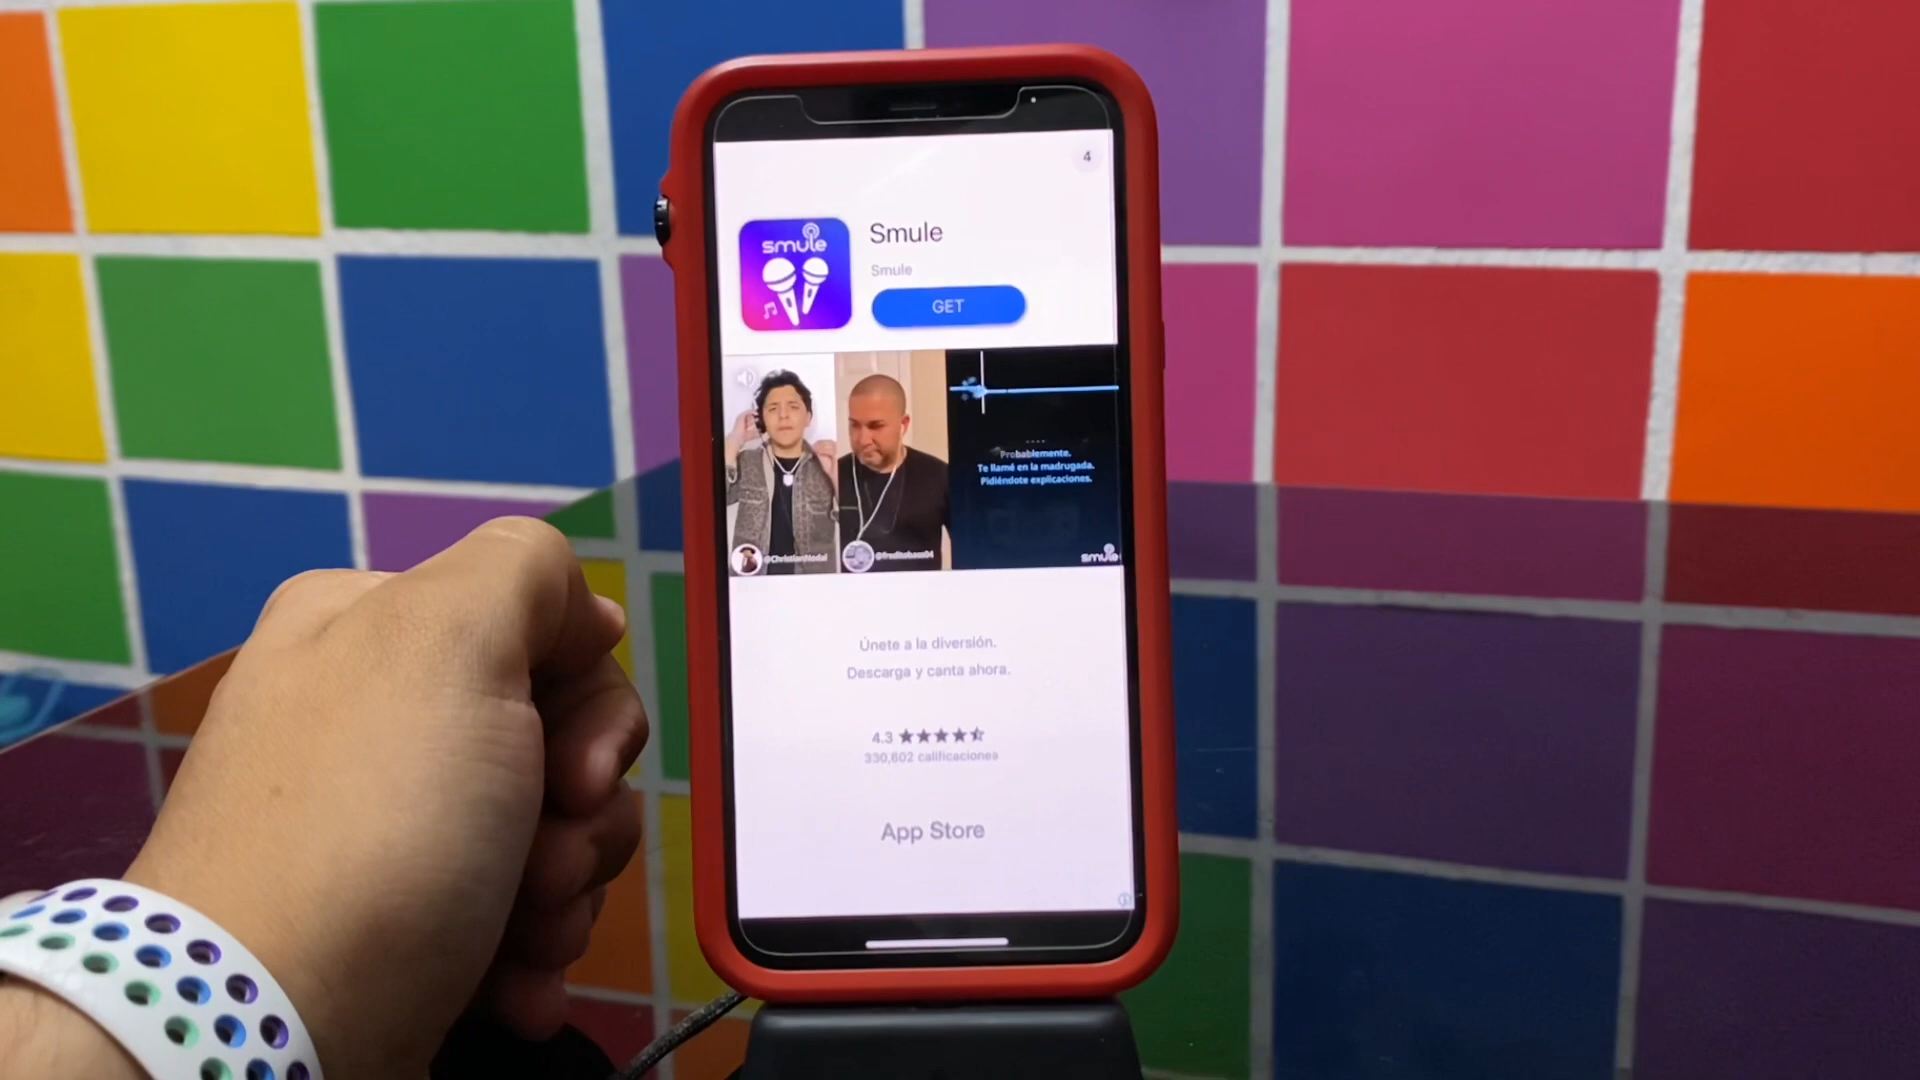 4
smule
Smule
Smule
GET
Probablemente.
Te llamé en la madrugada.
Pidiéndote explicaciones.
@ChristianNodal
smule
Únete a la diversión.
Descarga y canta ahora.
4.3
330,602 calificaciones
App Store